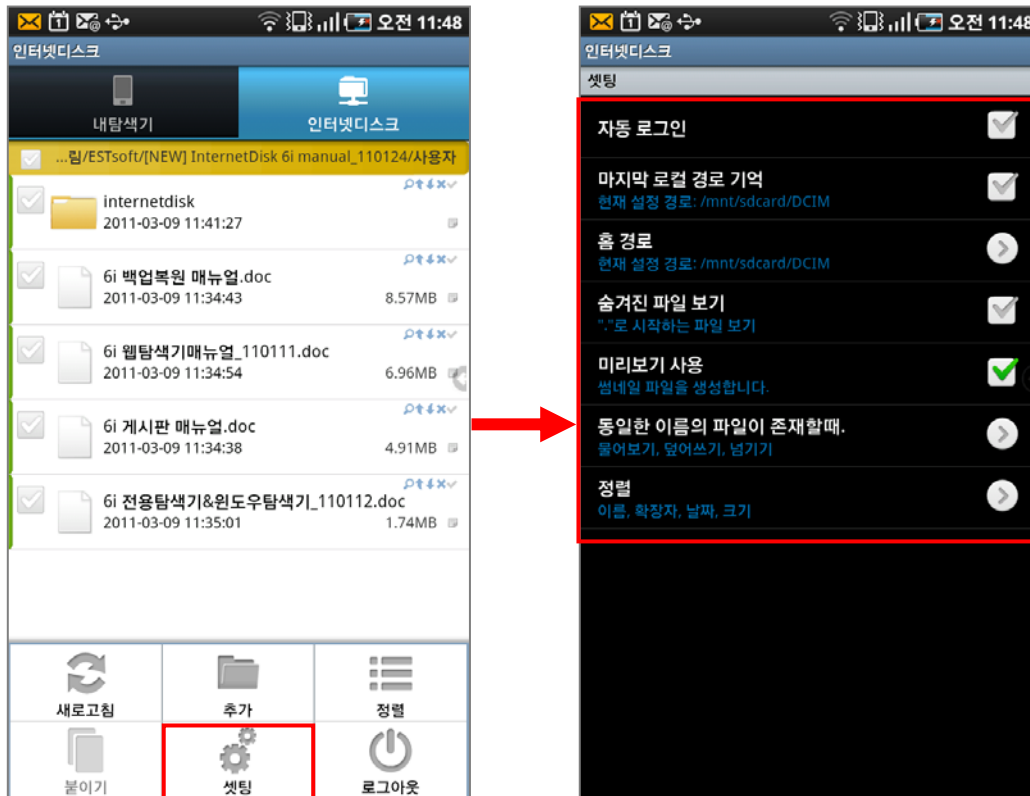 오전 11:48
인터넷디스크
내탐색기
인터넷디스크
...림/ESTsoft/[NEW] InternetDisk 6i manual_110124/사용자
internetdisk
2011-03-09 11:41:27
6i 백업복원 매뉴얼.doc
2011-03-09 11:34:43 8.57MB
6i 웹탐색기매뉴얼_110111.doc
2011-03-09 11:34:54 6.96MB
6i 게시판 매뉴얼.doc
2011-03-09 11:34:38 4.91MB
6i 전용탐색기&윈도우탐색기_110112.doc
2011-03-09 11:35:01 1.74MB
새로고침
추가
정렬
붙이기
셋팅
로그아웃
오전 11:48
인터넷디스크
셋팅
자동 로그인
마지막 로컬 경로 기억
현재 설정 경로: /mnt/sdcard/DCIM
홈 경로
현재 설정 경로: /mnt/sdcard/DCIM
숨겨진 파일 보기
"."로 시작하는 파일 보기
미리보기 사용
썸네일 파일을 생성합니다.
동일한 이름의 파일이 존재할때.
물어보기, 덮어쓰기, 넘기기
정렬
이름, 확장자, 날짜, 크기